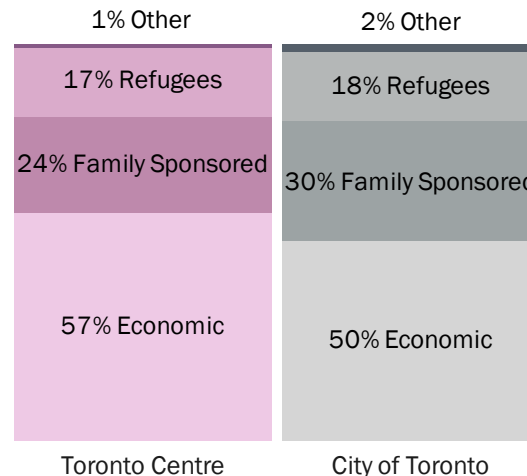 1% Other
17% Refugees
24% Family Sponsored
57% Economic
Toronto Centre
2% Other
18% Refugees
30% Family Sponsored
50% Economic
City of Toronto